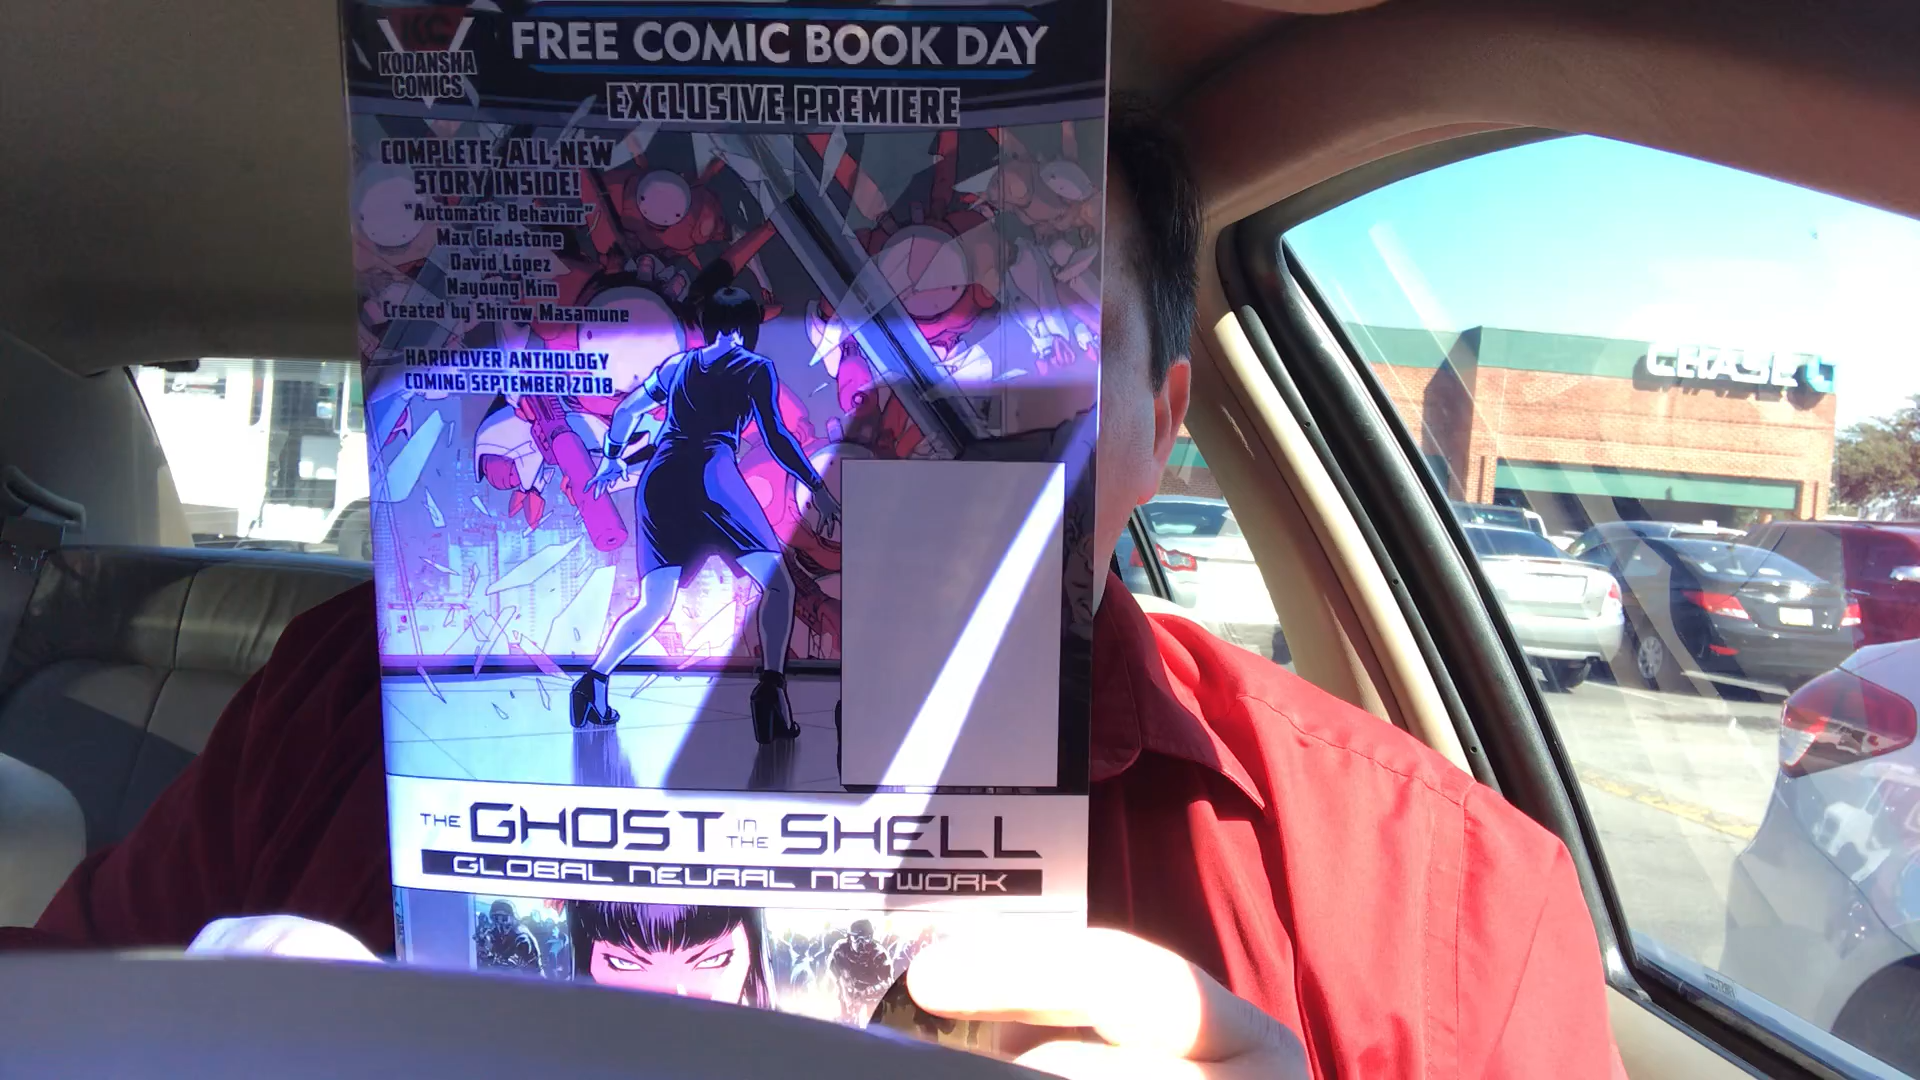 KC
KODANSHA
COMICS
FREE COMIC BOOK DAY
EXCLUSIVE PREMIERE
COMPLETE, ALL-NEW
STORY INSIDE!
"Automatic Behavior"
Max Gladstone
David López
Nayoung Kim
Created by Shirow Masamune
HARDCOVER ANTHOLOGY
COMING SEPTEMBER 2018
THE GHOST IN THE SHELL
GLOBAL NEURAL NETWORK
CHASE